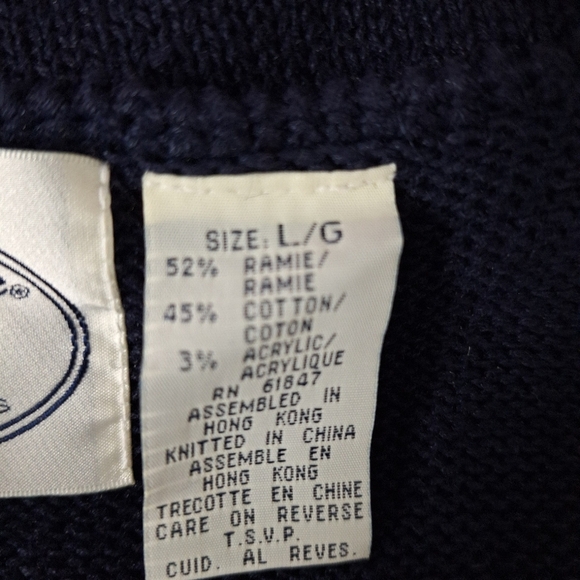 SIZE: L/G
52% RAMIE/
RAMIE
45% COTTON/
COTON
3% ACRYLIC/
ACRYLIQUE
RN 61847
ASSEMBLED IN
HONG KONG
KNITTED IN CHINA
ASSEMBLE EN
HONG KONG
TRECOTTE EN CHINE
CARE ON REVERSE
T.S.V.P.
CUID. AL REVES.